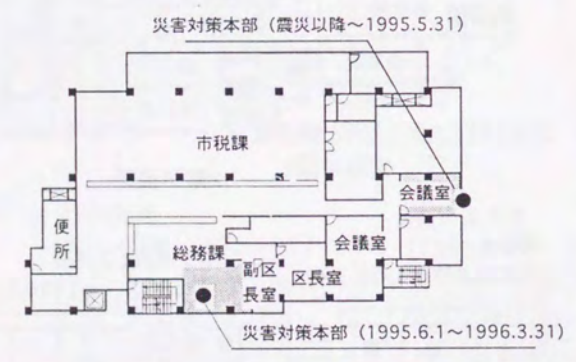 災害対策本部（震災以降～1995.5.31）
市税課
会議室
便所
総務課
会議室
副区長室
区長室
災害対策本部（1995.6.1～1996.3.31）